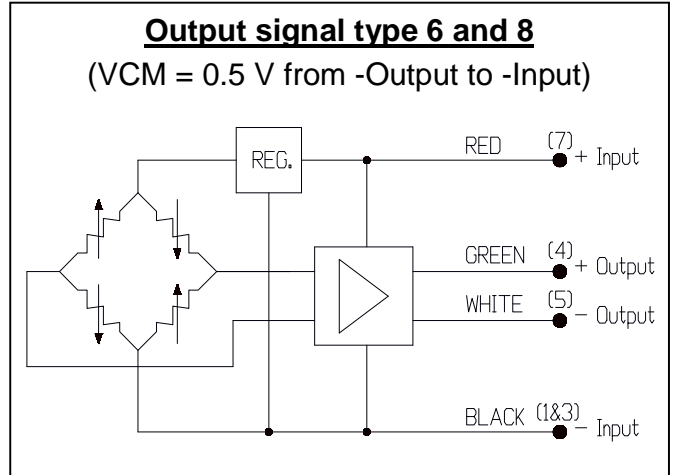 Output signal type 6 and 8
(VCM = 0.5 V from -Output to -Input)
REG.
RED (7) + Input
GREEN (4) + Output
WHITE (5) - Output
BLACK (1&3) - Input